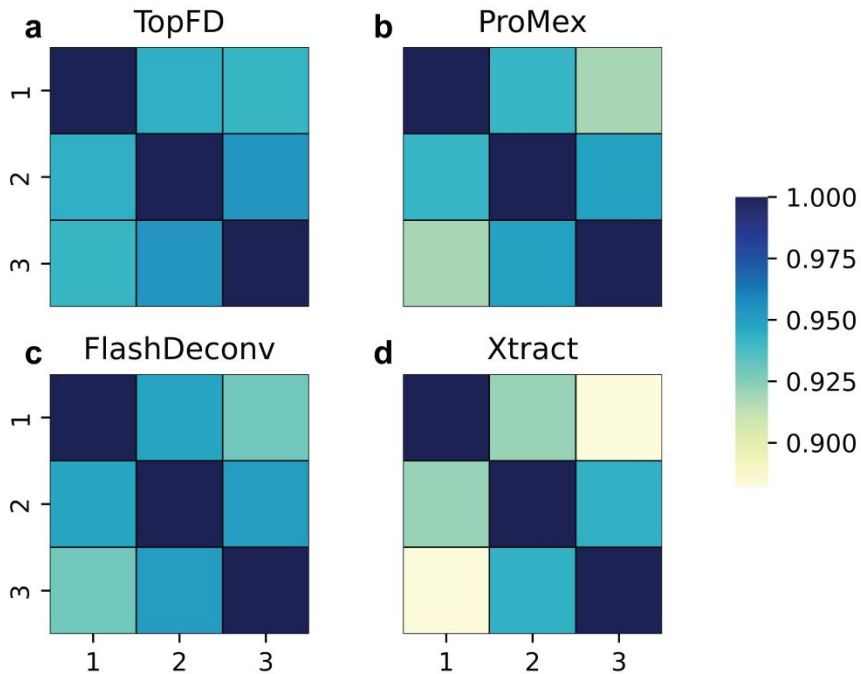 a TopFD
1
2
3
b ProMex
c FlashDeconv
1
2
3
1 2 3
d Xtract
1 2 3
1.000
0.975
0.950
0.925
0.900